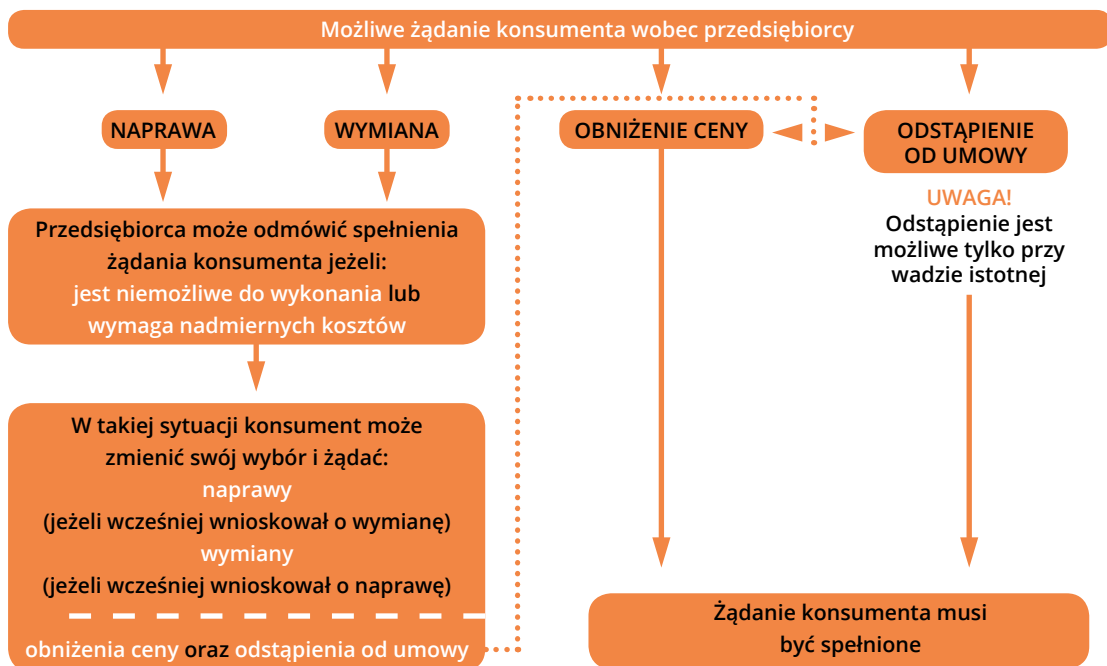 Możliwe żądanie konsumenta wobec przedsiębiorcy
NAPRAWA
WYMIANA
OBNIŻENIE CENY
ODSTĄPIENIE
OD UMOWY
UWAGA!
Odstąpienie jest
możliwe tylko przy
wadzie istotnej
Przedsiębiorca może odmówić spełnienia
żądania konsumenta jeżeli:
jest niemożliwe do wykonania lub
wymaga nadmiernych kosztów
W takiej sytuacji konsument może
zmienić swój wybór i żądać:
naprawy
(jeżeli wcześniej wnioskował o wymianę)
wymiany
(jeżeli wcześniej wnioskował o naprawę)
obniżenia ceny oraz odstąpienia od umowy
Żądanie konsumenta musi
być spełnione